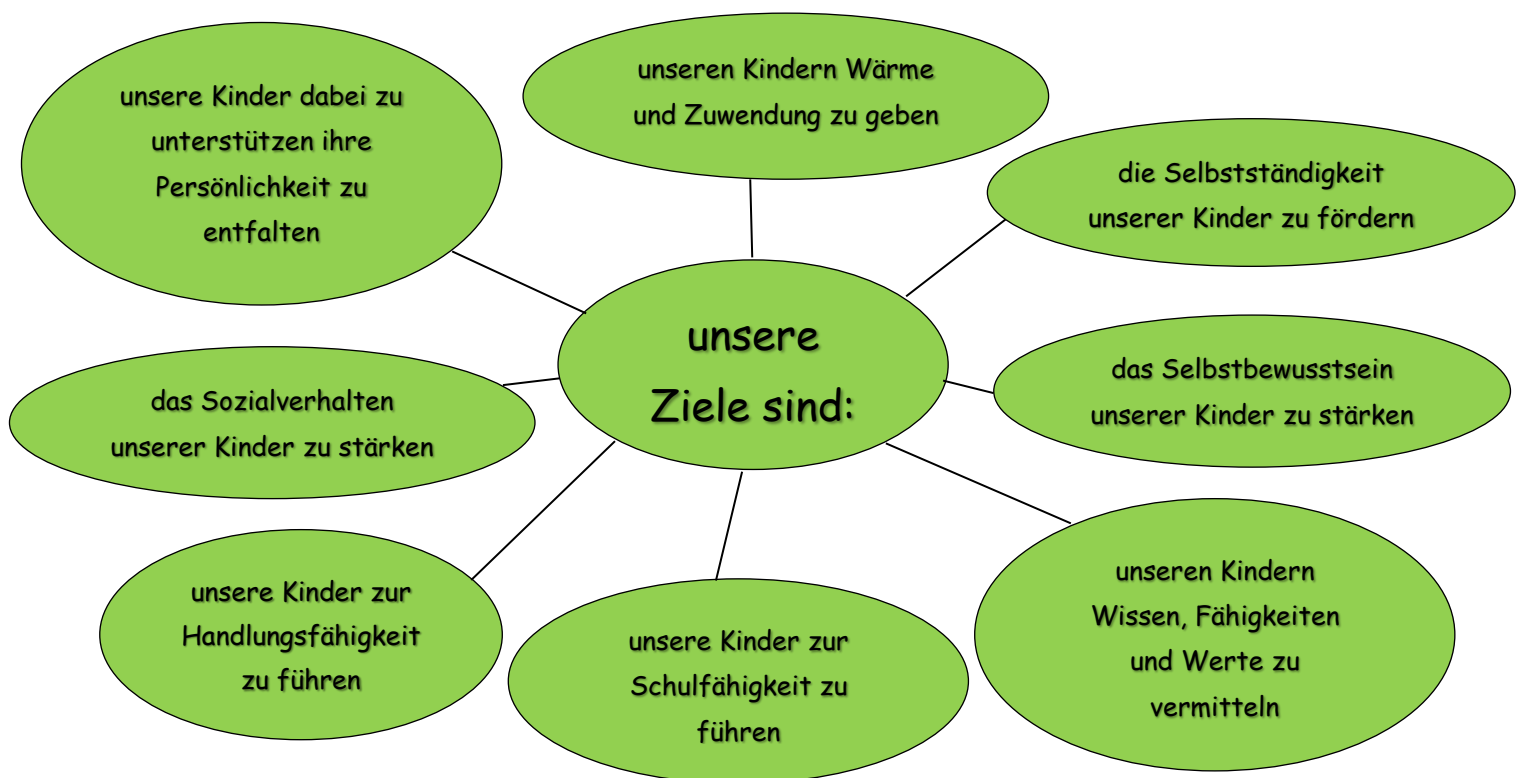 unsere Kinder dabei zu
unterstützen ihre
Persönlichkeit zu
entfalten
unseren Kindern Wärme
und Zuwendung zu geben
die Selbstständigkeit
unserer Kinder zu fördern
unsere
Ziele sind:
das Sozialverhalten
unserer Kinder zu stärken
das Selbstbewusstsein
unserer Kinder zu stärken
unsere Kinder zur
Handlungsfähigkeit
zu führen
unsere Kinder zur
Schulfähigkeit zu
führen
unseren Kindern
Wissen, Fähigkeiten
und Werte zu
vermitteln